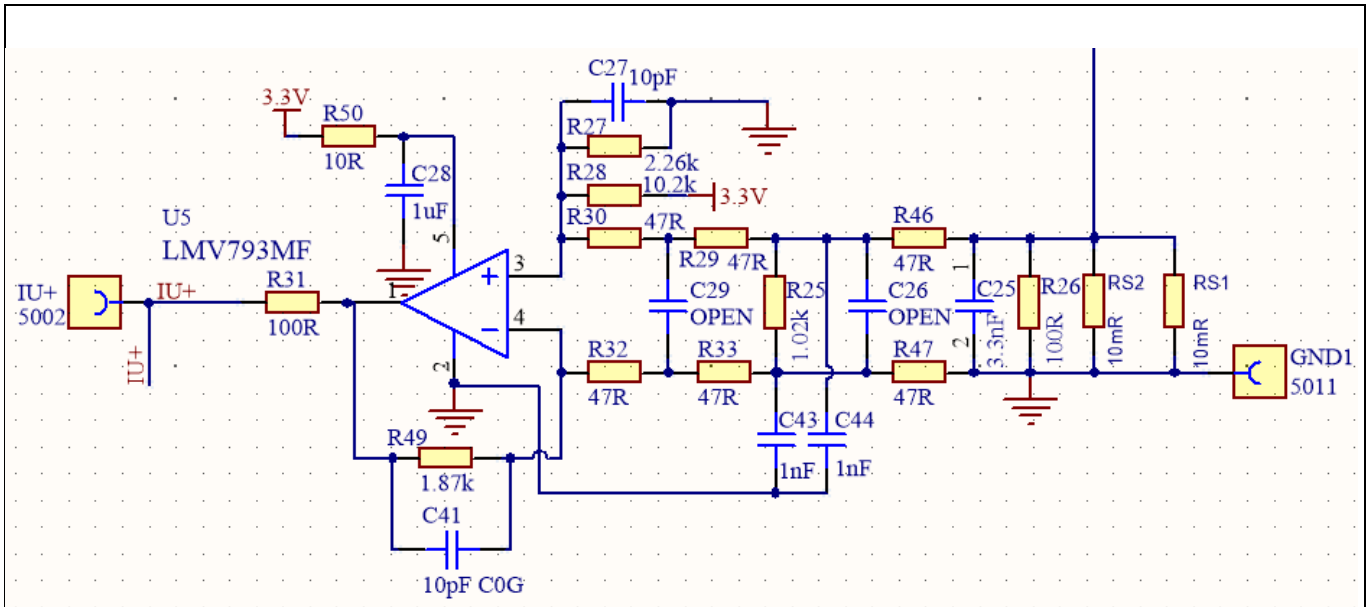 C27
10pF
3.3V
R50
10R
R27
2.26k
C28
1uF
R28
10.2k
3.3V
U5
LMV793MF
5
R30
47R
R46
47R
R29
47R
3
1
IU+
5002
IU+
R31
100R
1
+
C29
OPEN
R25
1.02k
C26
OPEN
C25
3.3nF
R26
100R
RS2
10mR
RS1
10mR
4
−
2
2
IU+
R32
47R
R33
47R
R47
47R
GND1
5011
R49
1.87k
C43
1nF
C44
1nF
C41
10pF C0G